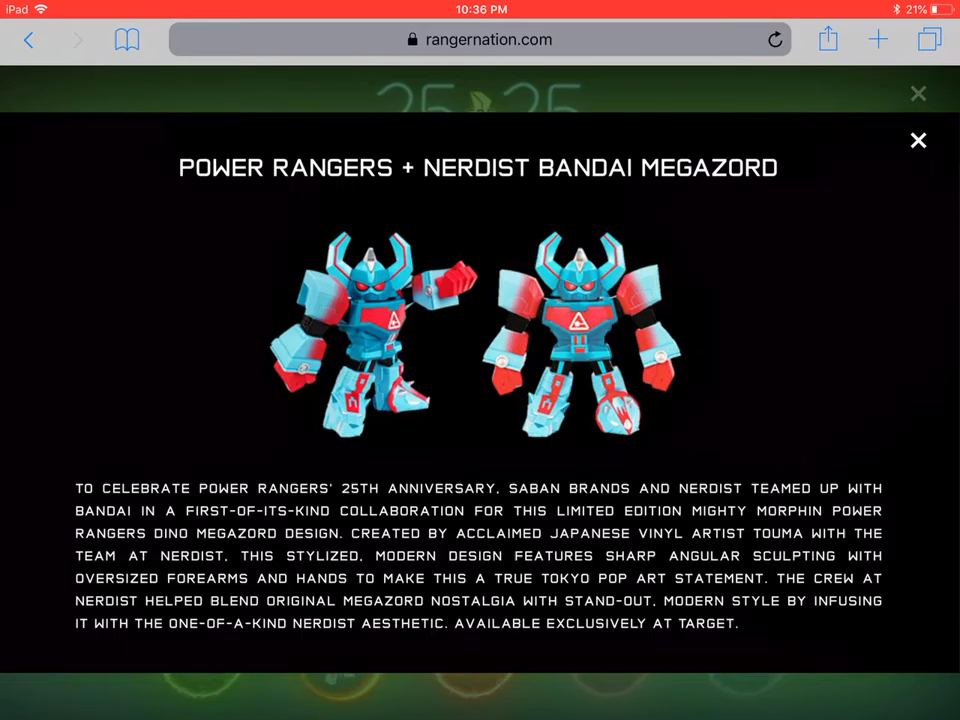 iPad 10:36 PM 21%
rangernation.com
25 25
POWER RANGERS + NERDIST BANDAI MEGAZORD
TO CELEBRATE POWER RANGERS' 25TH ANNIVERSARY, SABAN BRANDS AND NERDIST TEAMED UP WITH
BANDAI IN A FIRST-OF-ITS-KIND COLLABORATION FOR THIS LIMITED EDITION MIGHTY MORPHIN POWER
RANGERS DINO MEGAZORD DESIGN. CREATED BY ACCLAIMED JAPANESE VINYL ARTIST TOUMA WITH THE
TEAM AT NERDIST, THIS STYLIZED, MODERN DESIGN FEATURES SHARP ANGULAR SCULPTING WITH
OVERSIZED FOREARMS AND HANDS TO MAKE THIS A TRUE TOKYO POP ART STATEMENT. THE CREW AT
NERDIST HELPED BLEND ORIGINAL MEGAZORD NOSTALGIA WITH STAND-OUT, MODERN STYLE BY INFUSING
IT WITH THE ONE-OF-A-KIND NERDIST AESTHETIC. AVAILABLE EXCLUSIVELY AT TARGET.